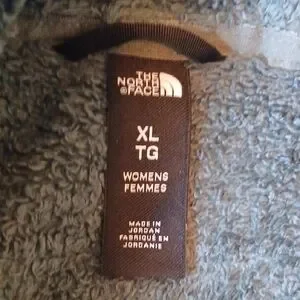 THE
NORTH
®FACE
XL
TG
WOMENS
FEMMES
MADE IN
JORDAN
FABRIQUÉ EN
JORDANIE